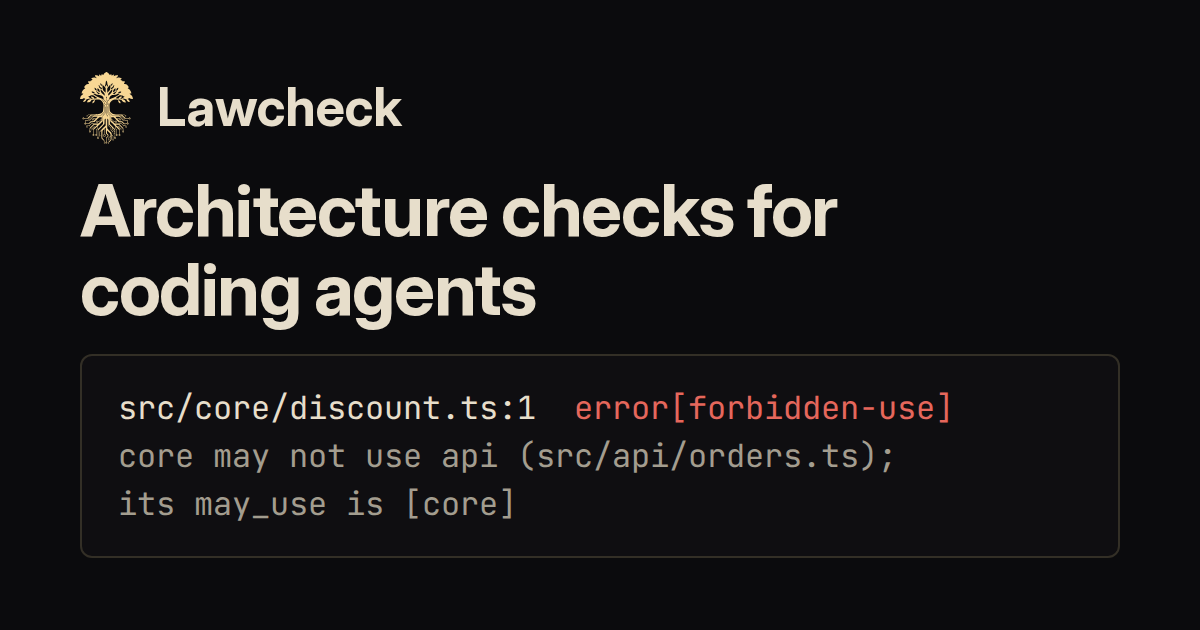 Lawcheck
Architecture checks for
coding agents
src/core/discount.ts:1  error[forbidden-use]
core may not use api (src/api/orders.ts);
its may_use is [core]